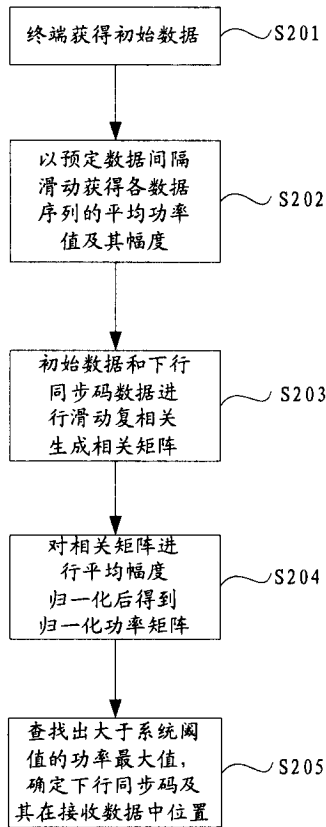 终端获得初始数据
S201
以预定数据间隔
滑动获得各数据
序列的平均功率
值及其幅度
S202
初始数据和下行
同步码数据进
行滑动复相关
生成相关矩阵
S203
对相关矩阵进
行平均幅度
归一化后得到
归一化功率矩阵
S204
查找出大于系统阈
值的功率最大值，
确定下行同步码及
其在接收数据中位置
S205